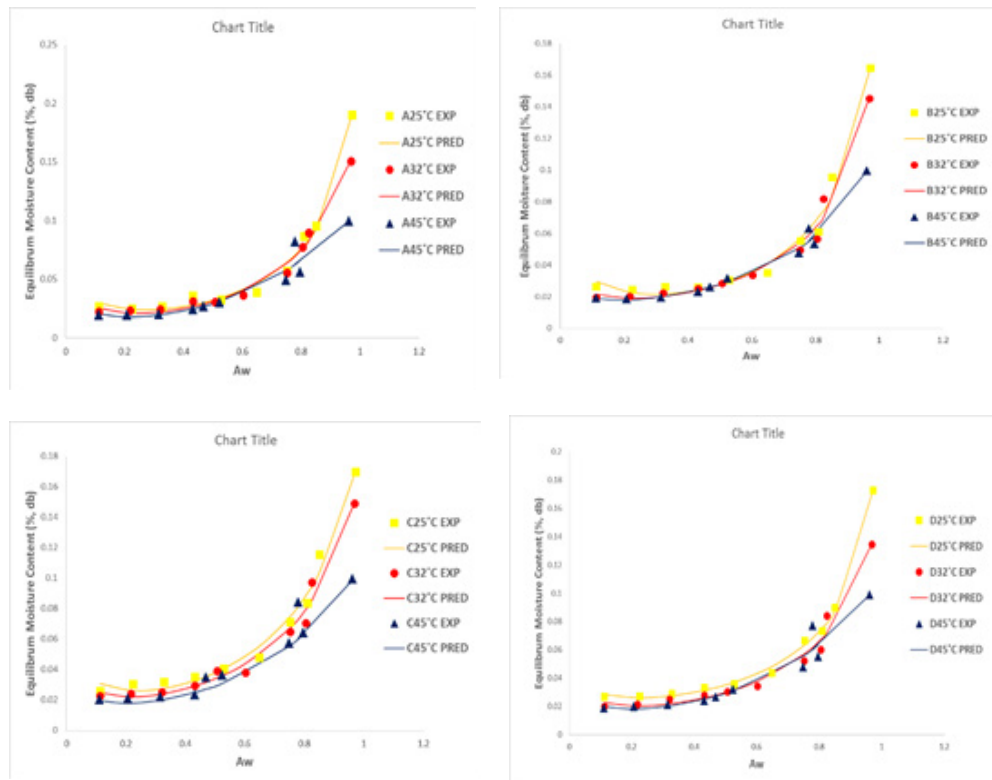 Chart Title
Equilibrum Moisture Content (%, db)
0.25
0.2
0.15
0.1
0.05
0
0 0.2 0.4 0.6 0.8 1 1.2
Aw
A25°C EXP
A25°C PRED
A32°C EXP
A32°C PRED
A45°C EXP
A45°C PRED
Chart Title
Equilibrum Moisture Content (%, db)
0.18
0.16
0.14
0.12
0.1
0.08
0.06
0.04
0.02
0
0 0.2 0.4 0.6 0.8 1 1.2
Aw
B25°C EXP
B25°C PRED
B32°C EXP
B32°C PRED
B45°C EXP
B45°C PRED
Chart Title
Equilibrum Moisture Content (%, db)
0.18
0.16
0.14
0.12
0.1
0.08
0.06
0.04
0.02
0
0 0.2 0.4 0.6 0.8 1 1.2
Aw
C25°C EXP
C25°C PRED
C32°C EXP
C32°C PRED
C45°C EXP
C45°C PRED
Chart Title
Equilibrum Moisture Content (%, db)
0.2
0.18
0.16
0.14
0.12
0.1
0.08
0.06
0.04
0.02
0
0 0.2 0.4 0.6 0.8 1 1.2
Aw
D25°C EXP
D25°C PRED
D32°C EXP
D32°C PRED
D45°C EXP
D45°C PRED